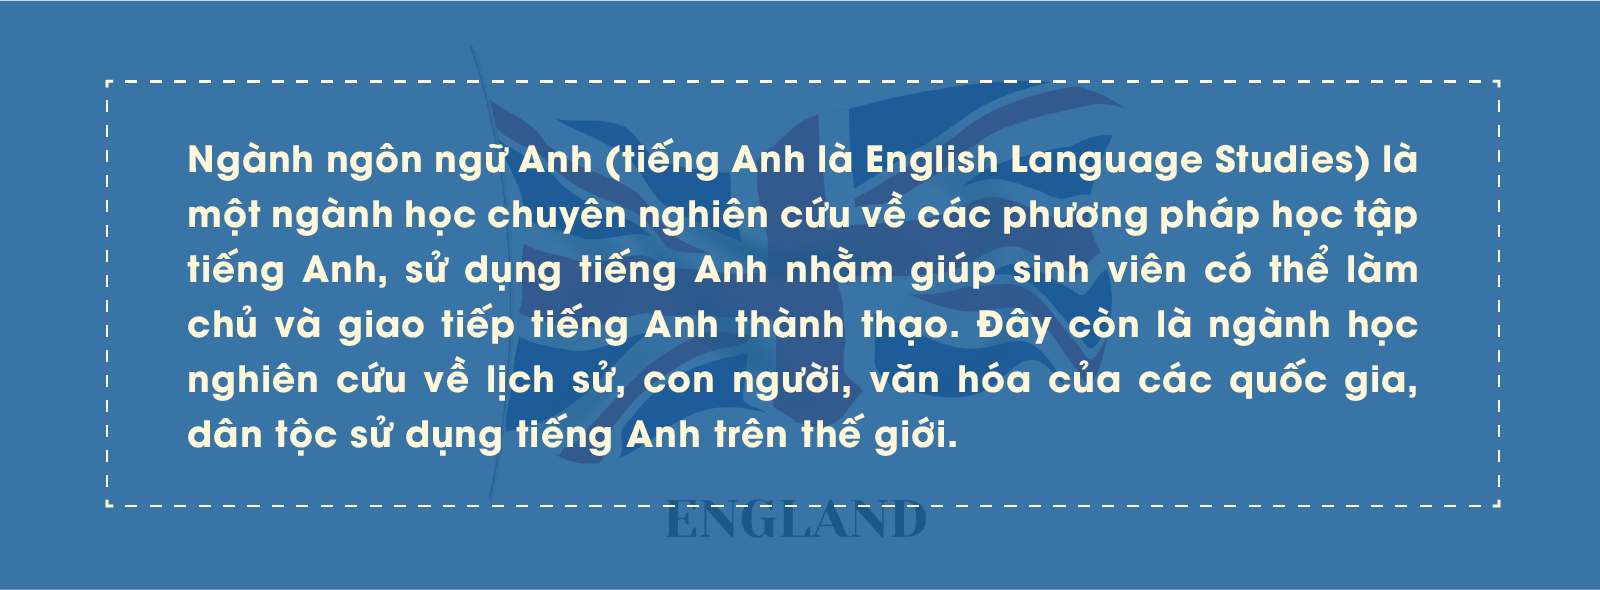 Ngành ngôn ngữ Anh (tiếng Anh là English Language Studies) là
một ngành học chuyên nghiên cứu về các phương pháp học tập
tiếng Anh, sử dụng tiếng Anh nhằm giúp sinh viên có thể làm
chủ và giao tiếp tiếng Anh thành thạo. Đây còn là ngành học
nghiên cứu về lịch sử, con người, văn hóa của các quốc gia,
dân tộc sử dụng tiếng Anh trên thế giới.
ENGLAND